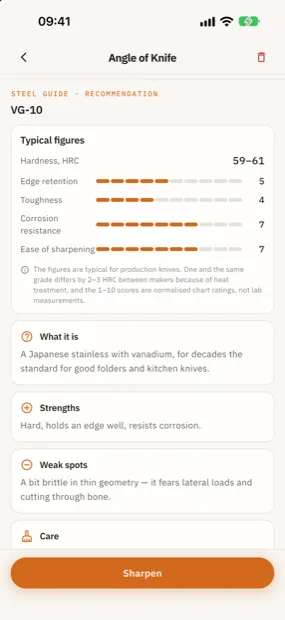 09:41
Angle of Knife
STEEL GUIDE · RECOMMENDATION
VG-10
Typical figures
Hardness, HRC 59–61
Edge retention 5
Toughness 4
Corrosion
resistance 7
Ease of sharpening 7
The figures are typical for production knives. One and the same
grade differs by 2–3 HRC between makers because of heat
treatment, and the 1–10 scores are normalised chart ratings, not lab
measurements.
What it is
A Japanese stainless with vanadium, for decades the
standard for good folders and kitchen knives.
Strengths
Hard, holds an edge well, resists corrosion.
Weak spots
A bit brittle in thin geometry — it fears lateral loads and
cutting through bone.
Care
Sharpen